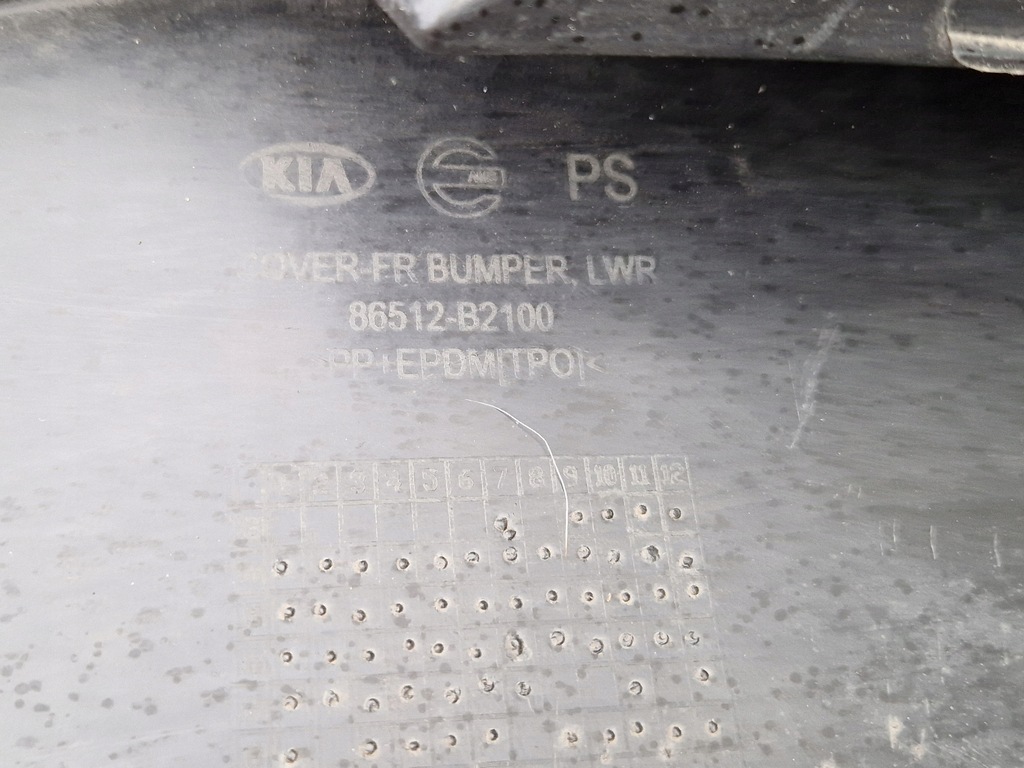 KIA PS
COVER-FR BUMPER, LWR
86512-B2100
>PP+EPDM[TPO]<
1 2 3 4 5 6 7 8 9 10 11 12